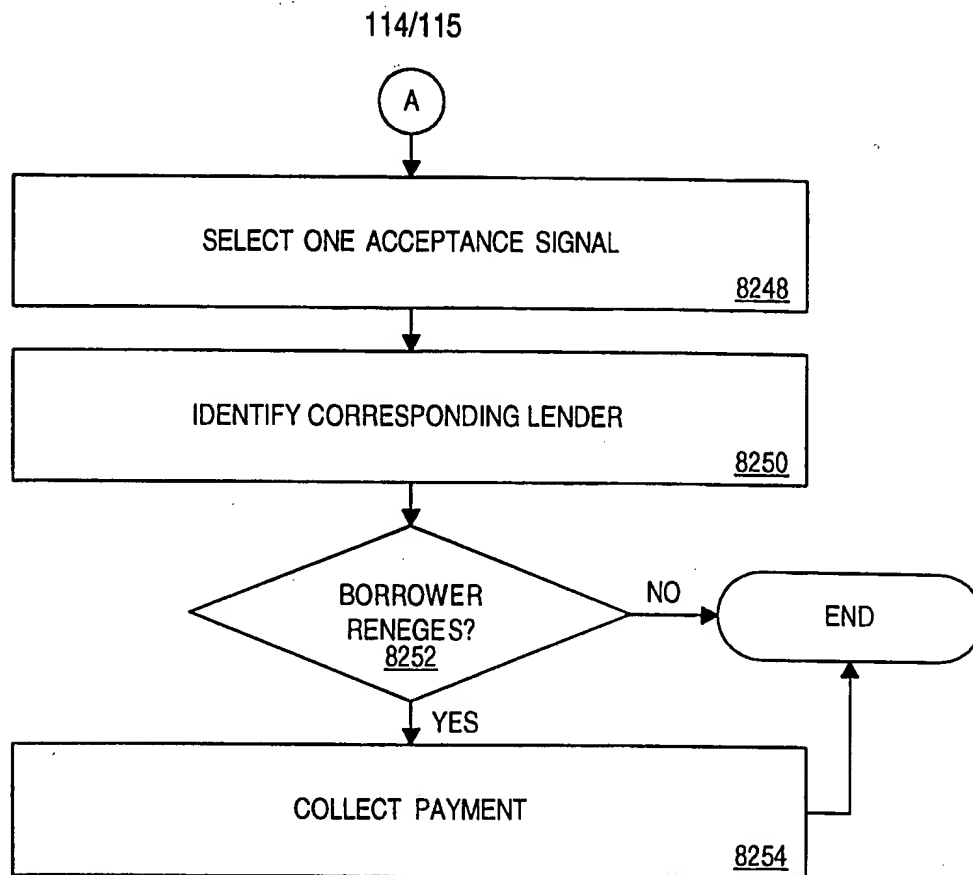 114/115
A
SELECT ONE ACCEPTANCE SIGNAL
8248
IDENTIFY CORRESPONDING LENDER
8250
BORROWER
RENEGES?
8252
NO
END
YES
COLLECT PAYMENT
8254